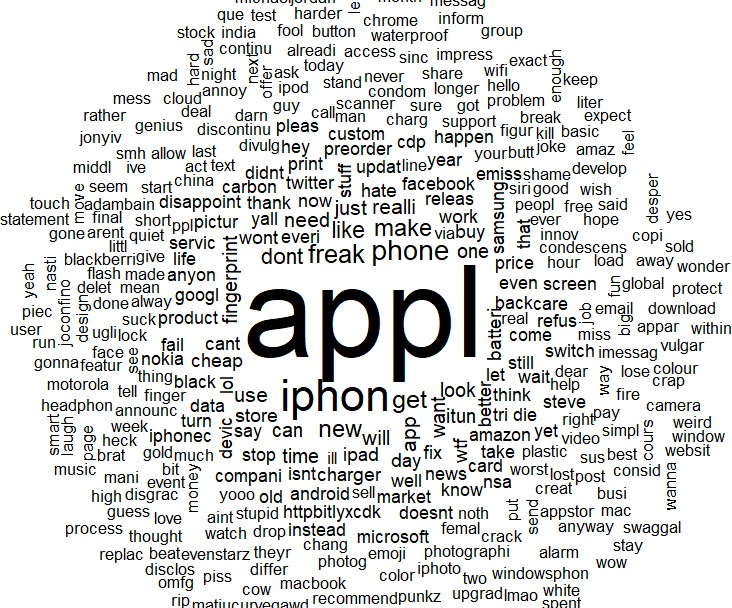 messag
que test harder chrome inform
stock india fool button waterproof group
hard sad continu alreadi access sinc impress
mad night next offer ask today never share wifi exact enough keep
mess cloud annoy ipod stand condom longer hello
rather deal darn guy scanner sure got problem liter
genius discontinu pleas callman charg support break expect
jonyiv divulg hey custom preorder cdp happen figur kill basic feel
smh allow last print updat line year your butt joke amaz
middl ive act text didnt stuff emiss shame develop
move seem start china carbon twitter hate facebook samsung siri good wish desper
touch adambain disappoint thank now just realli releas peopl free said
statement final short ppl pictur yall need like make work that ever hope yes
gone arent quiet wont everi via buy innov copi
littl servic fingerprint dont freak phone one condescens sold
yeah nasti blackberri give life price hour load away wonder
flash made anyon appl even screen fun global protect
piec joconfino design delet mean googl back care job email download
user done alway product batteri real refus big
run ugli suck lock fail cant come miss appar within
gonna face see nokia cheap still switch imessag vulgar
featur thing black lol iphon let wait dear way lose colour
motorola tell finger use get look better think help fire crap
headphon announc data store want itun tri die steve pay camera
smart laugh page week turn devic say can new will app wtf amazon yet right simpl cours weird
heck iphonec video window
brat gold much stop time ill ipad day fix take plastic sus best websit
music mani bit event compani isnt charger well news card worst lost post consid wanna
high disgrac money yooo old android sell market know nsa creat busi
guess love aint stupid httpbitlyxcdk doesnt noth put send appstor mac
process thought watch drop instead microsoft femal crack anyway swaggal
replac beat evenstarz theyr chang photog emoji photographi alarm stay
disclos omfg piss differ color iphoto two windowsphon wow
cow macbook white
rip recommend punkz upgrad lmao spent